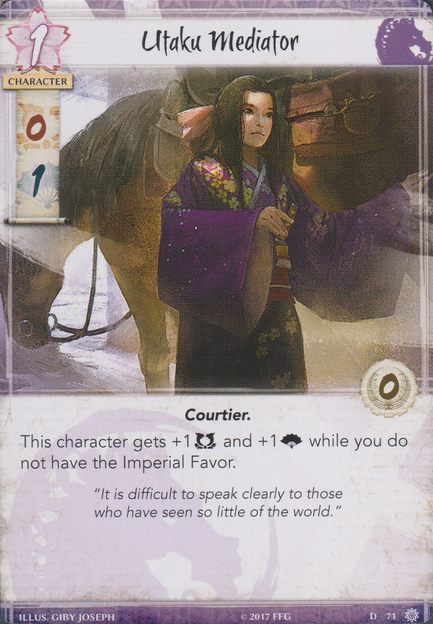 1
Utaku Mediator
CHARACTER
0
1
0
Courtier.
This character gets +1 and +1 while you do
not have the Imperial Favor.
"It is difficult to speak clearly to those
who have seen so little of the world."
ILLUS. GIBY JOSEPH © 2017 FFG D 71